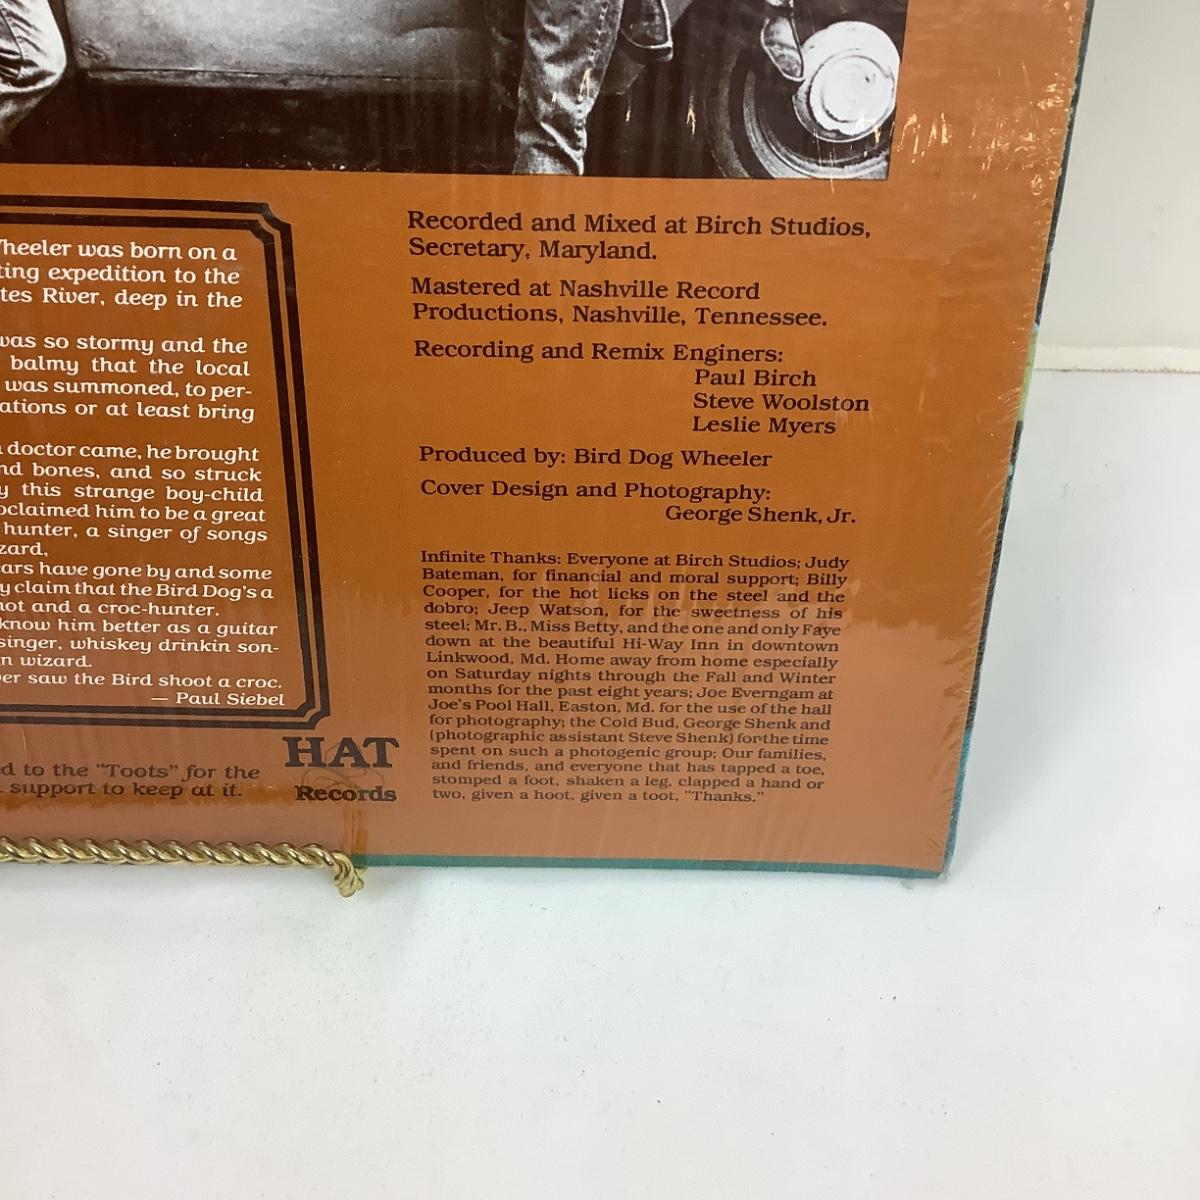 heeler was born on a
ting expedition to the
tes River, deep in the
was so stormy and the
balmy that the local
was summoned, to per-
ations or at least bring
doctor came, he brought
nd bones, and so struck
y this strange boy-child
oclaimed him to be a great
hunter, a singer of songs
zard,
ars have gone by and some
y claim that the Bird Dog's a
hot and a croc-hunter.
know him better as a guitar
singer, whiskey drinkin son-
n wizard.
er saw the Bird shoot a croc.
— Paul Siebel
d to the "Toots" for the
support to keep at it.
HAT
Records
Recorded and Mixed at Birch Studios,
Secretary, Maryland.
Mastered at Nashville Record
Productions, Nashville, Tennessee.
Recording and Remix Enginers:
Paul Birch
Steve Woolston
Leslie Myers
Produced by: Bird Dog Wheeler
Cover Design and Photography:
George Shenk, Jr.
Infinite Thanks: Everyone at Birch Studios; Judy
Bateman, for financial and moral support; Billy
Cooper, for the hot licks on the steel and the
dobro; Jeep Watson, for the sweetness of his
steel; Mr. B., Miss Betty, and the one and only Faye
down at the beautiful Hi-Way Inn in downtown
Linkwood, Md. Home away from home especially
on Saturday nights through the Fall and Winter
months for the past eight years; Joe Everngam at
Joe's Pool Hall, Easton, Md. for the use of the hall
for photography; the Cold Bud, George Shenk and
(photographic assistant Steve Shenk) for the time
spent on such a photogenic group; Our families,
and friends, and everyone that has tapped a toe,
stomped a foot, shaken a leg, clapped a hand or
two, given a hoot, given a toot, "Thanks."